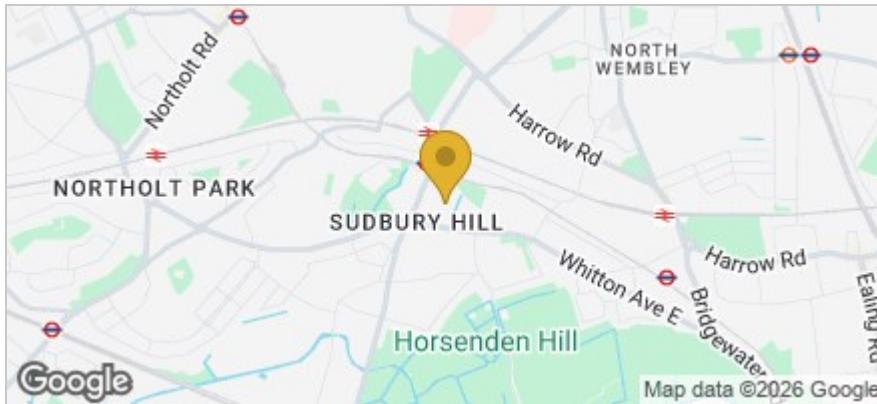 Northolt Rd
NORTH
WEMBLEY
Harrow Rd
NORTHOLT PARK
SUDBURY HILL
Harrow Rd
Whitton Ave E
Bridgewater
Ealing Rd
Horsenden Hill
Google
Map data ©2026 Google